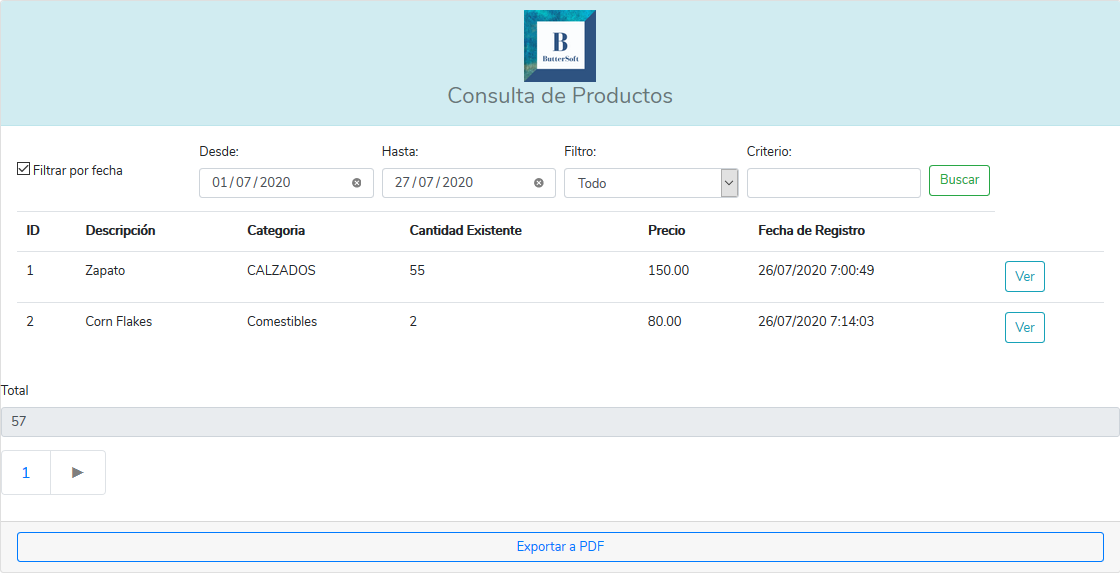 B
ButterSoft
Consulta de Productos
Filtrar por fecha
Desde:
01/07/2020
Hasta:
27/07/2020
Filtro:
Todo
Criterio:
Buscar
ID Descripción Categoria Cantidad Existente Precio Fecha de Registro
1 Zapato CALZADOS 55 150.00 26/07/2020 7:00:49 Ver
2 Corn Flakes Comestibles 2 80.00 26/07/2020 7:14:03 Ver
Total
57
1 ►
Exportar a PDF